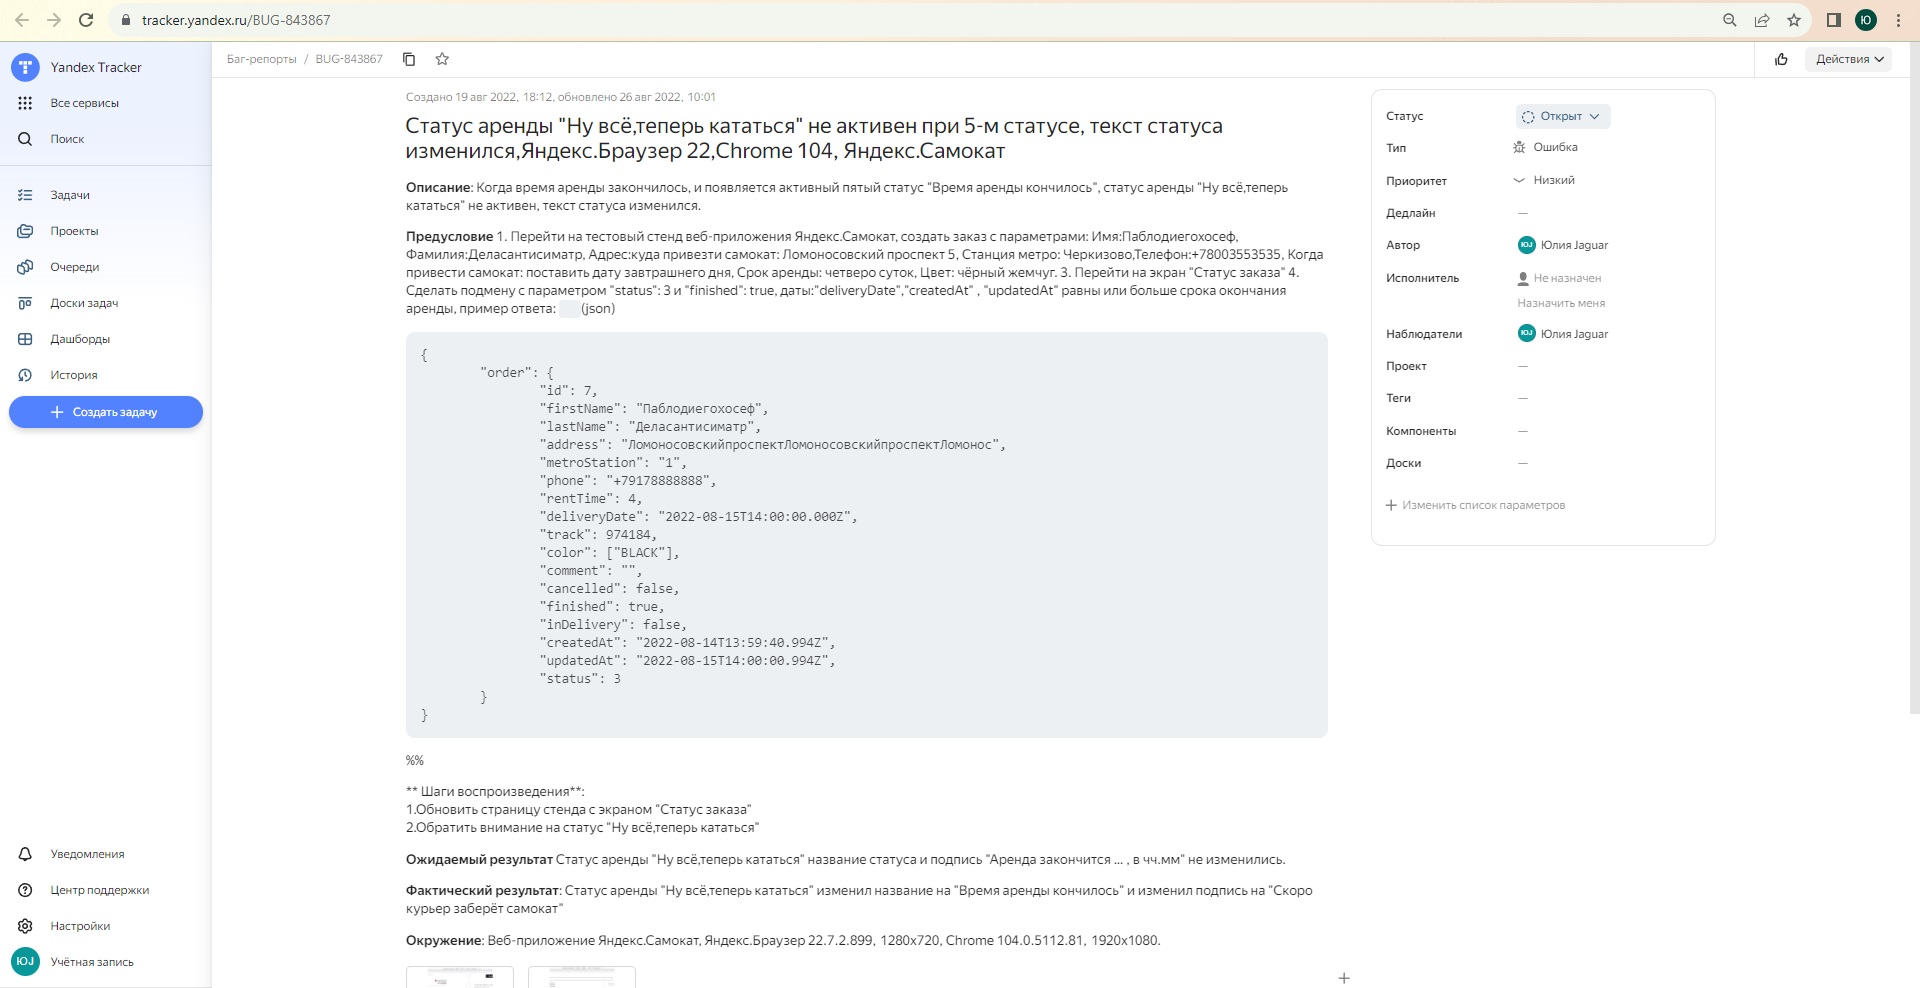 tracker.yandex.ru/BUG-843867
Ю
Yandex Tracker
Все сервисы
Поиск
Задачи
Проекты
Очереди
Доски задач
Дашборды
История
Создать задачу
Уведомления
Центр поддержки
Настройки
ЮJ Учётная запись
Баг-репорты / BUG-843867
Действия
Создано 19 авг 2022, 18:12, обновлено 26 авг 2022, 10:01
Статус аренды "Ну всё,теперь кататься" не активен при 5-м статусе, текст статуса
изменился,Яндекс.Браузер 22,Chrome 104, Яндекс.Самокат
Описание: Когда время аренды закончилось, и появляется активный пятый статус "Время аренды кончилось", статус аренды "Ну всё,теперь
кататься" не активен, текст статуса изменился.
Предусловие 1. Перейти на тестовый стенд веб-приложения Яндекс.Самокат, создать заказ с параметрами: Имя:Паблодиегохосеф,
Фамилия:Деласантисиматр, Адрес:куда привезти самокат: Ломоносовский проспект 5, Станция метро: Черкизово,Телефон:+78003553535, Когда
привести самокат: поставить дату завтрашнего дня, Срок аренды: четверо суток, Цвет: чёрный жемчуг. 3. Перейти на экран "Статус заказа" 4.
Сделать подмену с параметром "status": 3 и "finished": true, даты:"deliveryDate","createdAt" , "updatedAt" равны или больше срока окончания
аренды, пример ответа: (json)
{
"order": {
"id": 7,
"firstName": "Паблодиегохосеф",
"lastName": "Деласантисиматр",
"address": "ЛомоносовскийпроспектЛомоносовскийпроспектЛомонос",
"metroStation": "1",
"phone": "+79178888888",
"rentTime": 4,
"deliveryDate": "2022-08-15T14:00:00.000Z",
"track": 974184,
"color": ["BLACK"],
"comment": "",
"cancelled": false,
"finished": true,
"inDelivery": false,
"createdAt": "2022-08-14T13:59:40.994Z",
"updatedAt": "2022-08-15T14:00:00.994Z",
"status": 3
}
}
%%
** Шаги воспроизведения**:
1.Обновить страницу стенда с экраном "Статус заказа"
2.Обратить внимание на статус "Ну всё,теперь кататься"
Ожидаемый результат Статус аренды "Ну всё,теперь кататься" название статуса и подпись "Аренда закончится ... , в чч.мм" не изменились.
Фактический результат: Статус аренды "Ну всё,теперь кататься" изменил название на "Время аренды кончилось" и изменил подпись на "Скоро
курьер заберёт самокат"
Окружение: Веб-приложение Яндекс.Самокат, Яндекс.Браузер 22.7.2.899, 1280x720, Chrome 104.0.5112.81, 1920x1080.
Статус Открыт
Тип Ошибка
Приоритет Низкий
Дедлайн —
Автор ЮJ Юлия Jaguar
Исполнитель Не назначен
Назначить меня
Наблюдатели ЮJ Юлия Jaguar
Проект —
Теги —
Компоненты —
Доски —
Изменить список параметров